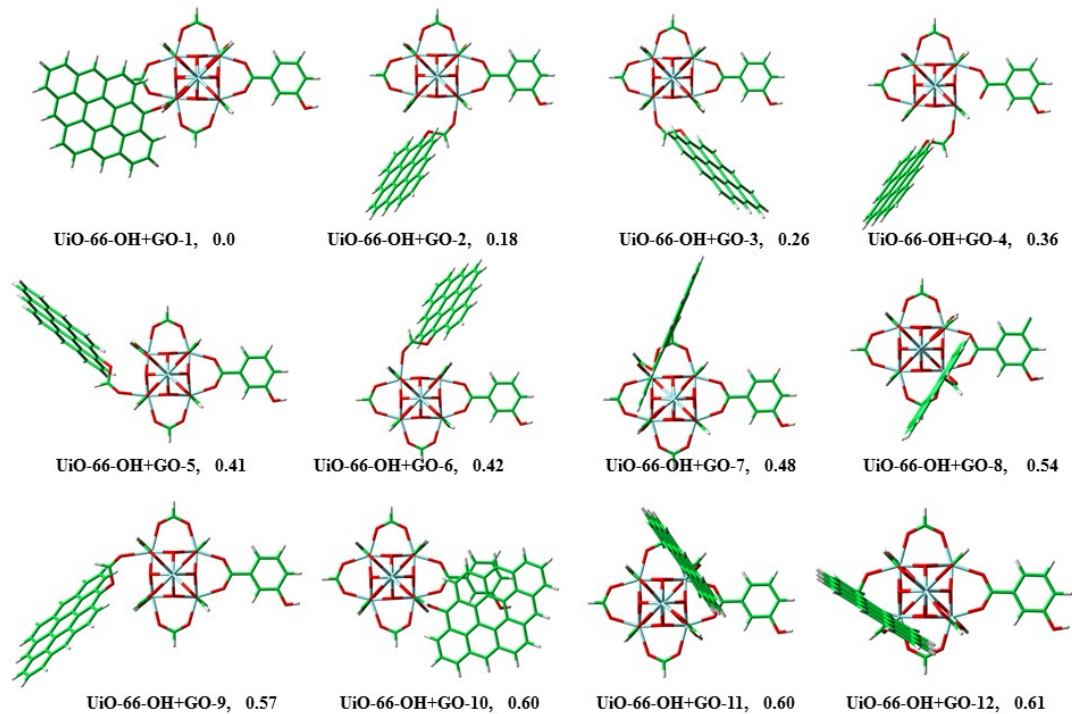 UiO-66-OH+GO-1, 0.0
UiO-66-OH+GO-2, 0.18
UiO-66-OH+GO-3, 0.26
UiO-66-OH+GO-4, 0.36
UiO-66-OH+GO-5, 0.41
UiO-66-OH+GO-6, 0.42
UiO-66-OH+GO-7, 0.48
UiO-66-OH+GO-8, 0.54
UiO-66-OH+GO-9, 0.57
UiO-66-OH+GO-10, 0.60
UiO-66-OH+GO-11, 0.60
UiO-66-OH+GO-12, 0.61